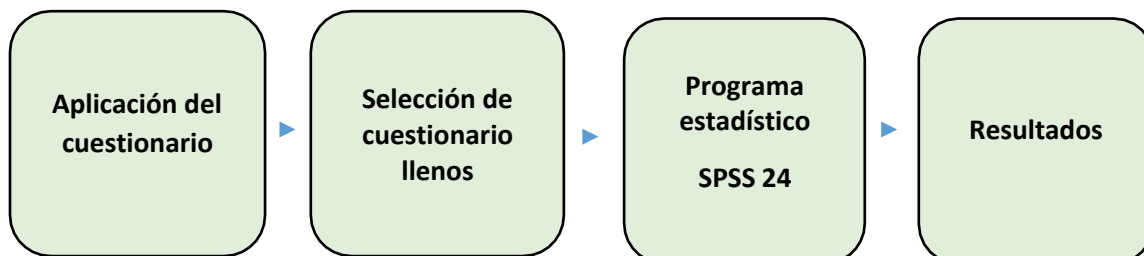 Aplicación del
cuestionario
Selección de
cuestionario
llenos
Programa
estadístico
SPSS 24
Resultados